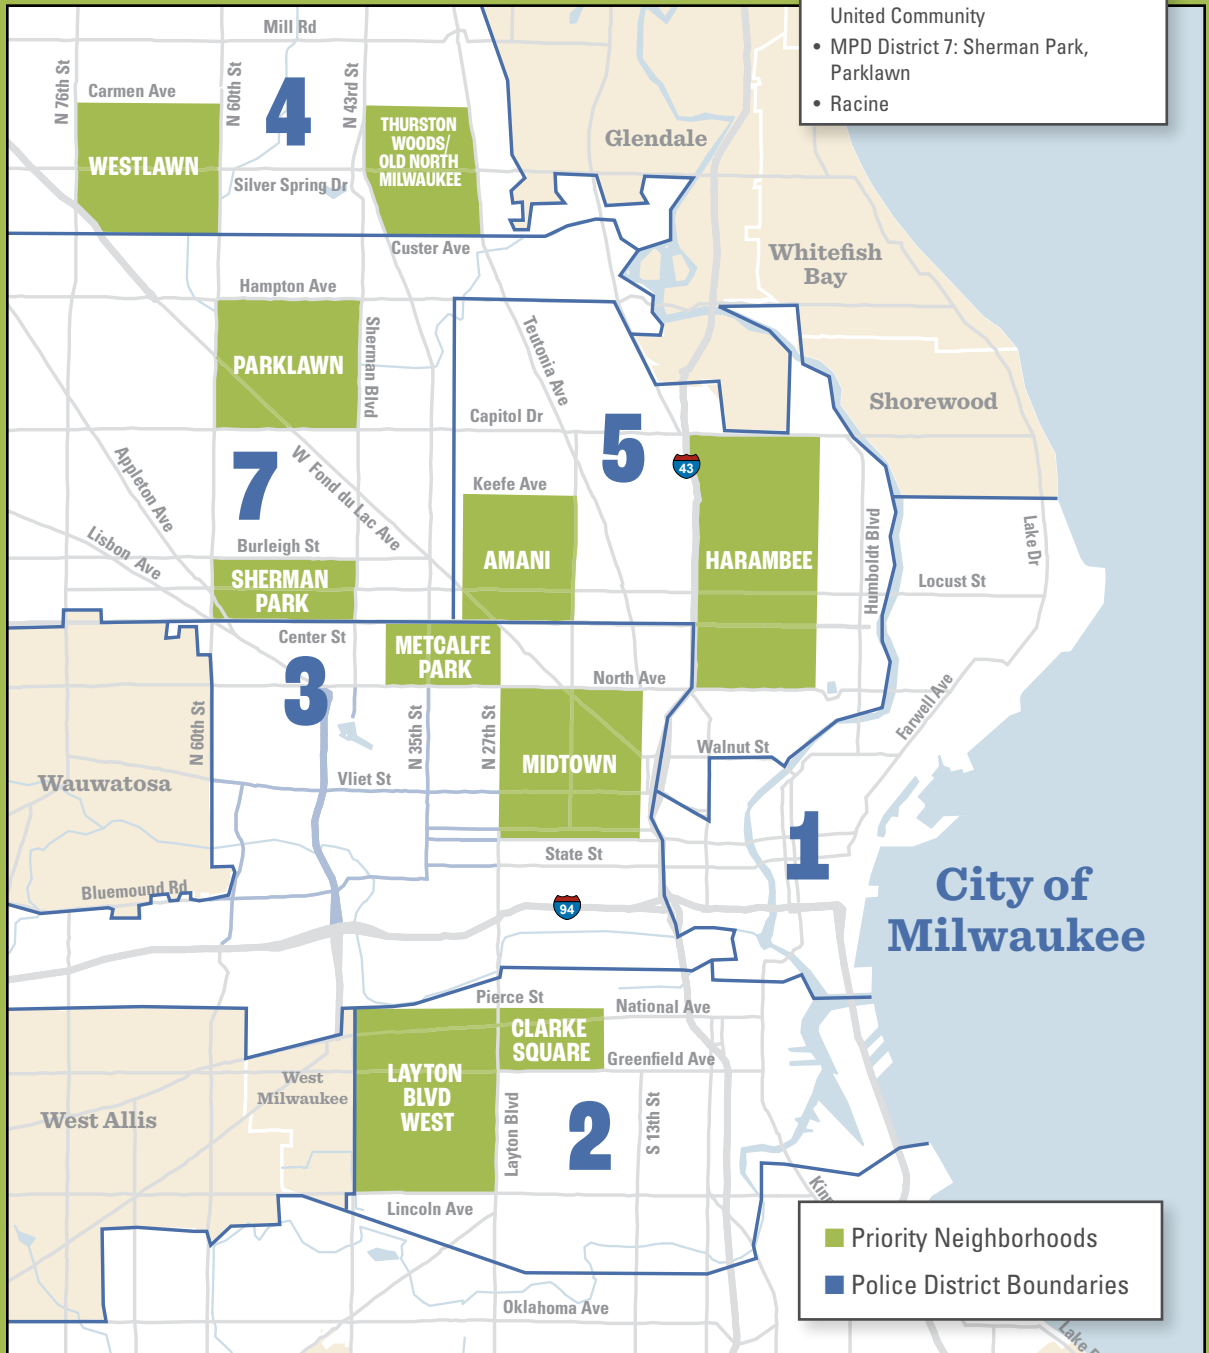 United Community
• MPD District 7: Sherman Park,
Parklawn
• Racine
Mill Rd
N 76th St
Carmen Ave
N 60th St
4
N 43rd St
WESTLAWN
THURSTON
WOODS/
OLD NORTH
MILWAUKEE
Silver Spring Dr
Glendale
Custer Ave
Whitefish
Bay
Hampton Ave
PARKLAWN
Sherman Blvd
Teutonia Ave
Capitol Dr
5
Shorewood
43
7
Appleton Ave
W Fond du Lac Ave
Keefe Ave
Lisbon Ave
Burleigh St
AMANI
HARAMBEE
Humboldt Blvd
Lake Dr
Locust St
SHERMAN
PARK
Center St
METCALFE
PARK
North Ave
3
N 60th St
N 35th St
N 27th St
Farwell Ave
Walnut St
MIDTOWN
Wauwatosa
Vliet St
1
State St
Bluemound Rd
94
City of
Milwaukee
Pierce St
National Ave
CLARKE
SQUARE
Greenfield Ave
LAYTON
BLVD
WEST
West
Milwaukee
West Allis
Layton Blvd
2
S 13th St
Lincoln Ave
Priority Neighborhoods
Police District Boundaries
Oklahoma Ave
Lake